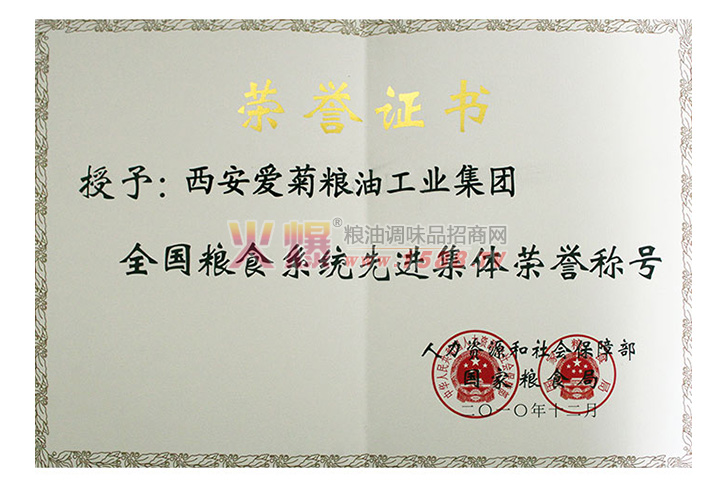 荣誉证书
授予：西安爱菊粮油工业集团
火爆®粮油调味品招商网
全国粮食系统先进集体荣誉称号
人力资源和社会保障部
国家粮食局
二〇一〇年十二月